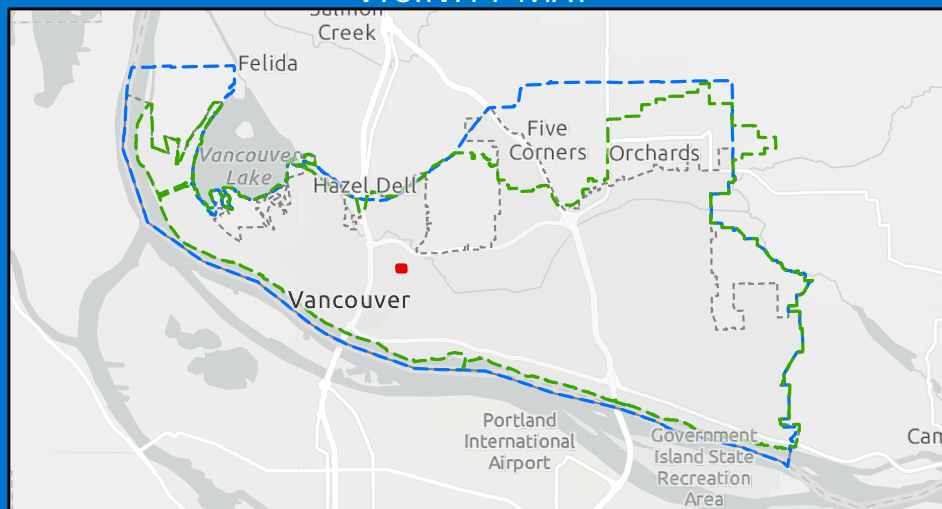 Salmon
Creek
Felida
Five
Corners
Orchards
Vancouver
Lake
Hazel Dell
Vancouver
Portland
International
Airport
Government
Island State
Recreation
Area